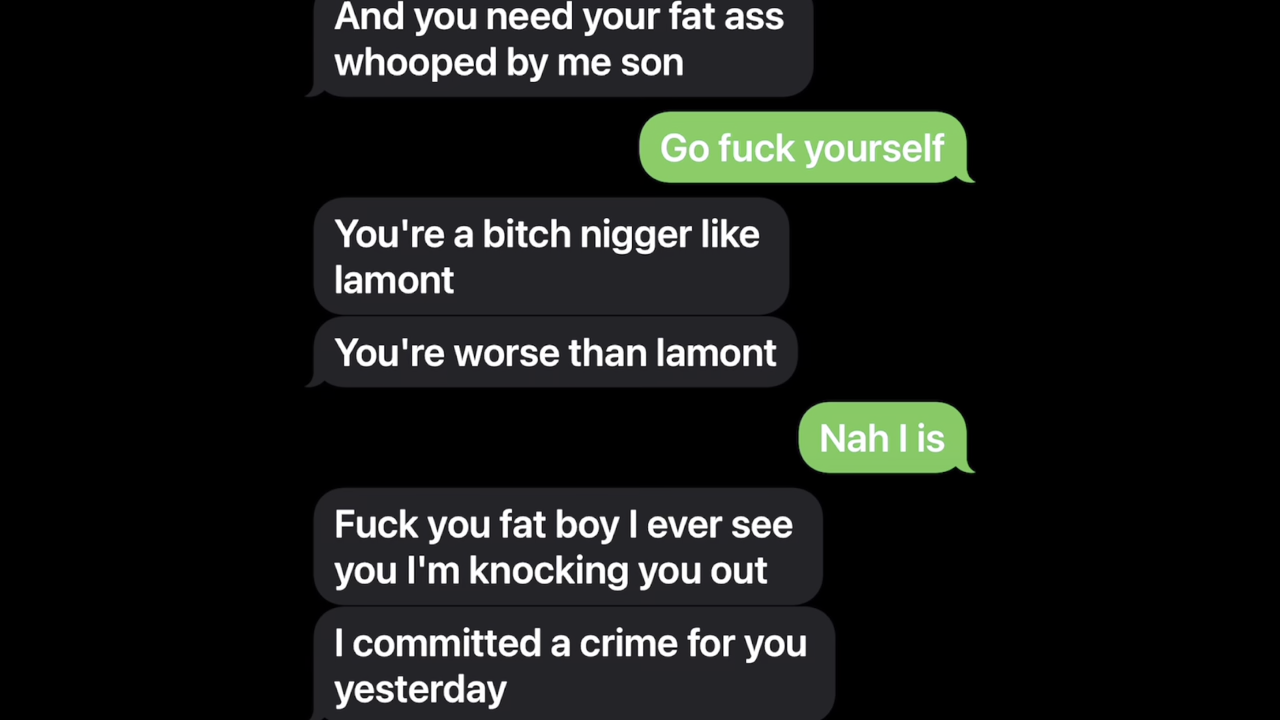 And you need your fat ass
whooped by me son
Go fuck yourself
You're a bitch nigger like
lamont
You're worse than lamont
Nah I is
Fuck you fat boy I ever see
you I'm knocking you out
I committed a crime for you
yesterday